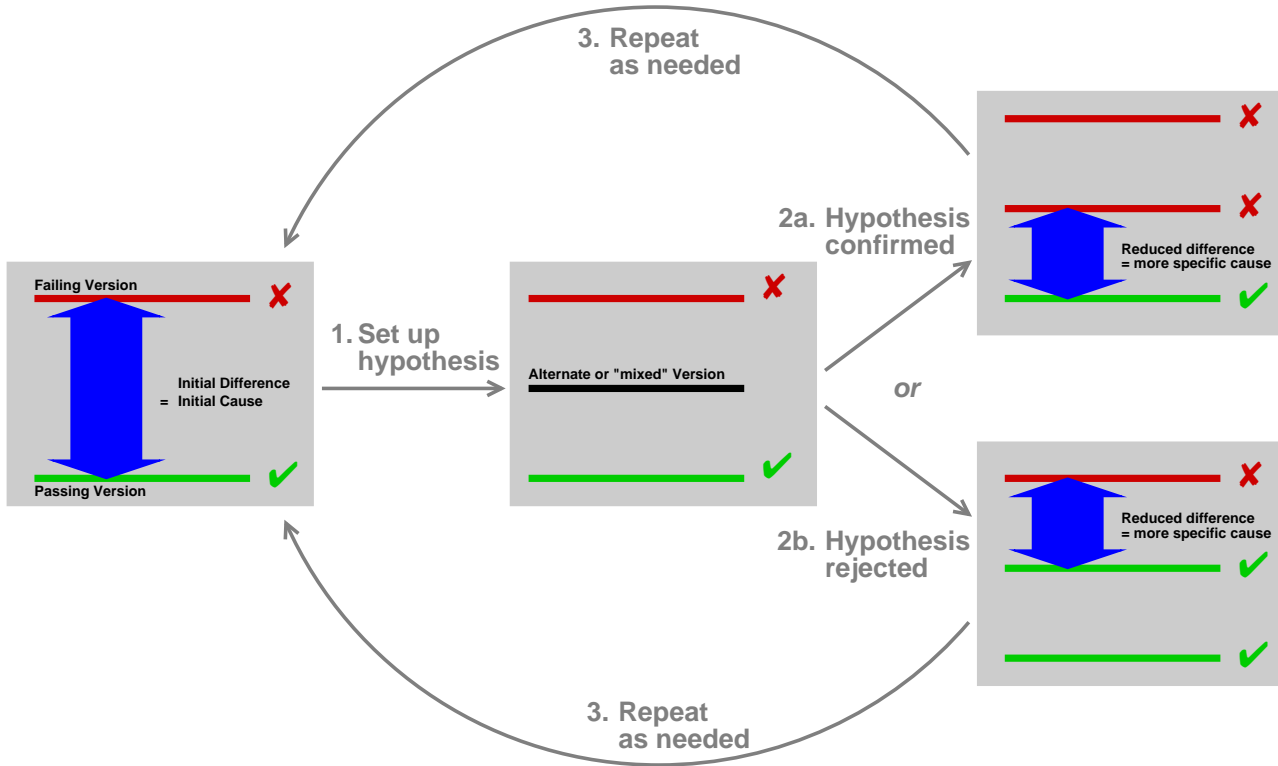 3. Repeat
as needed
2a. Hypothesis
confirmed
Reduced difference
= more specific cause
Failing Version
Initial Difference
= Initial Cause
Passing Version
1. Set up
hypothesis
Alternate or "mixed" Version
or
2b. Hypothesis
rejected
Reduced difference
= more specific cause
3. Repeat
as needed